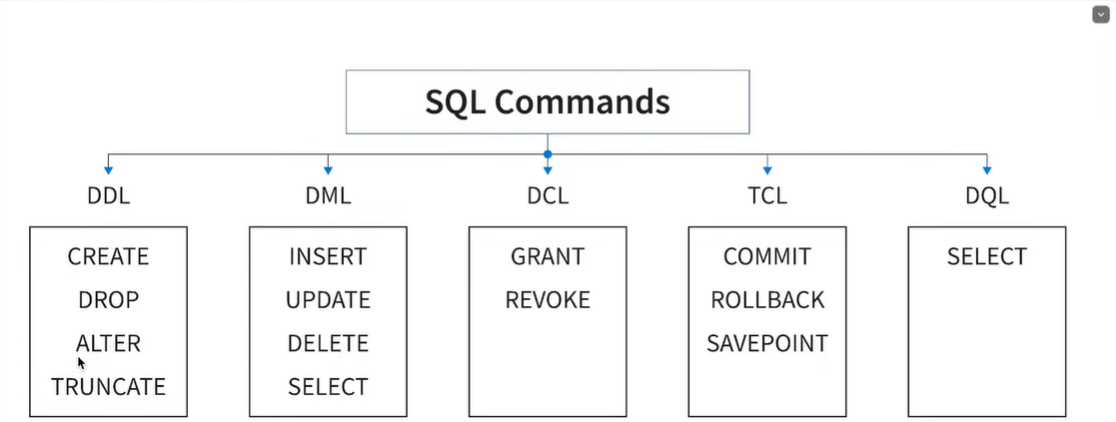 SQL Commands
DDL
CREATE
DROP
ALTER
TRUNCATE
DML
INSERT
UPDATE
DELETE
SELECT
DCL
GRANT
REVOKE
TCL
COMMIT
ROLLBACK
SAVEPOINT
DQL
SELECT